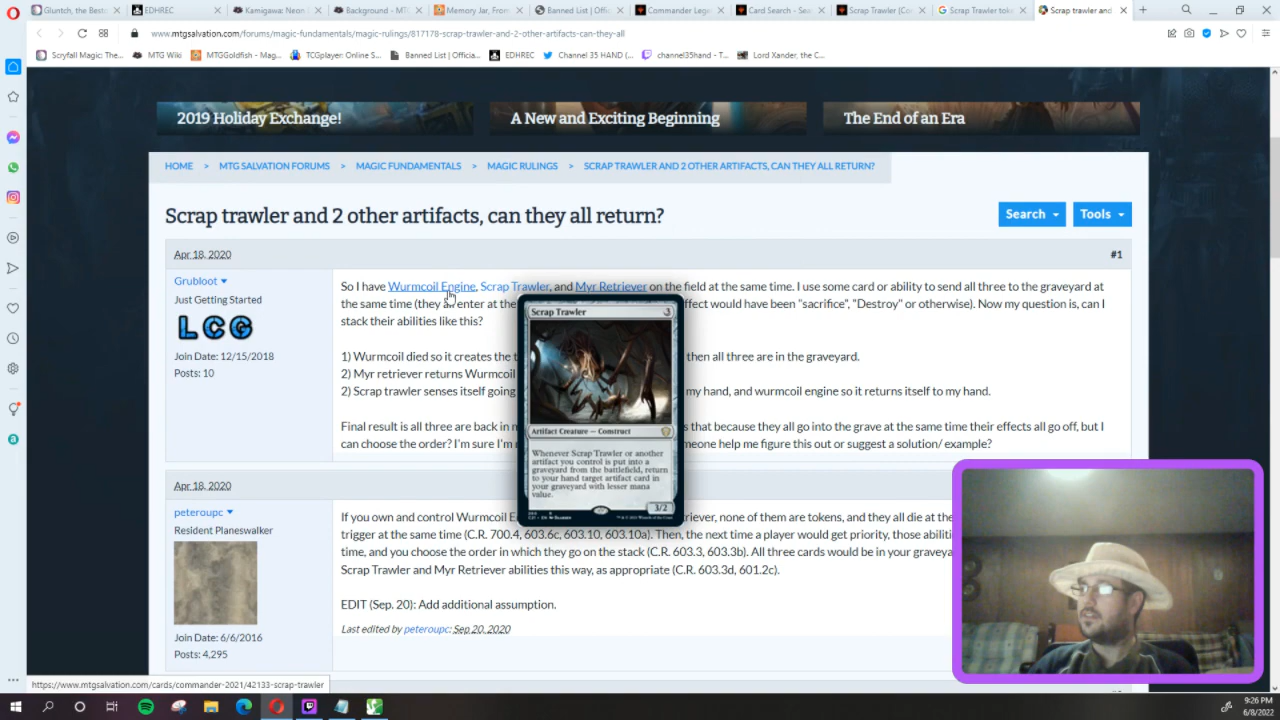 Gluntch, the Best
EDHREC
Kamigawa: Neon
Background - MT
Memory Jar, From
Banned List | Offic
Commander Lege
Card Search - Sea
Scrap Trawler (Co
Scrap Trawler tok
Scrap trawler and
www.mtgsalvation.com/forums/magic-fundamentals/magic-rulings/817178-scrap-trawler-and-2-other-artifacts-can-they-all
Scryfall Magic: The...
MTG Wiki
MTGGoldfish - Mag...
TCGplayer: Online S...
Banned List | Officia...
EDHREC
Channel 35 HAND (...
channel35hand - T...
Lord Xander, the C...
2019 Holiday Exchange!
A New and Exciting Beginning
The End of an Era
HOME > MTG SALVATION FORUMS > MAGIC FUNDAMENTALS > MAGIC RULINGS > SCRAP TRAWLER AND 2 OTHER ARTIFACTS, CAN THEY ALL RETURN?
Scrap trawler and 2 other artifacts, can they all return?
Search
Tools
Apr 18, 2020
#1
Grubloot
Just Getting Started
LCG
Join Date: 12/15/2018
Posts: 10
So I have Wurmcoil Engine, Scrap Trawler, and Myr Retriever on the field at the same time. I use some card or ability to send all three to the graveyard at
the same time (they all enter at the ffect would have been "sacrifice", "Destroy" or otherwise). Now my question is, can I
stack their abilities like this?
1) Wurmcoil died so it creates the t then all three are in the graveyard.
2) Myr retriever returns Wurmcoil
2) Scrap trawler senses itself going my hand, and wurmcoil engine so it returns itself to my hand.
Final result is all three are back in m s that because they all go into the grave at the same time their effects all go off, but I
can choose the order? I'm sure I'm meone help me figure this out or suggest a solution/ example?
Scrap Trawler 3
Artifact Creature — Construct
Whenever Scrap Trawler or another
artifact you control is put into a
graveyard from the battlefield, return
to your hand target artifact card in
your graveyard with lesser mana
value.
3/2
Apr 18, 2020
peteroupc
Resident Planeswalker
Join Date: 6/6/2016
Posts: 4,295
If you own and control Wurmcoil E riever, none of them are tokens, and they all die at the
trigger at the same time (C.R. 700.4, 603.6c, 603.10, 603.10a). Then, the next time a player would get priority, those abiliti
time, and you choose the order in which they go on the stack (C.R. 603.3, 603.3b). All three cards would be in your graveya
Scrap Trawler and Myr Retriever abilities this way, as appropriate (C.R. 603.3d, 601.2c).
EDIT (Sep. 20): Add additional assumption.
Last edited by peteroupc: Sep 20, 2020
https://www.mtgsalvation.com/cards/commander-2021/42133-scrap-trawler
9:26 PM
6/8/2022